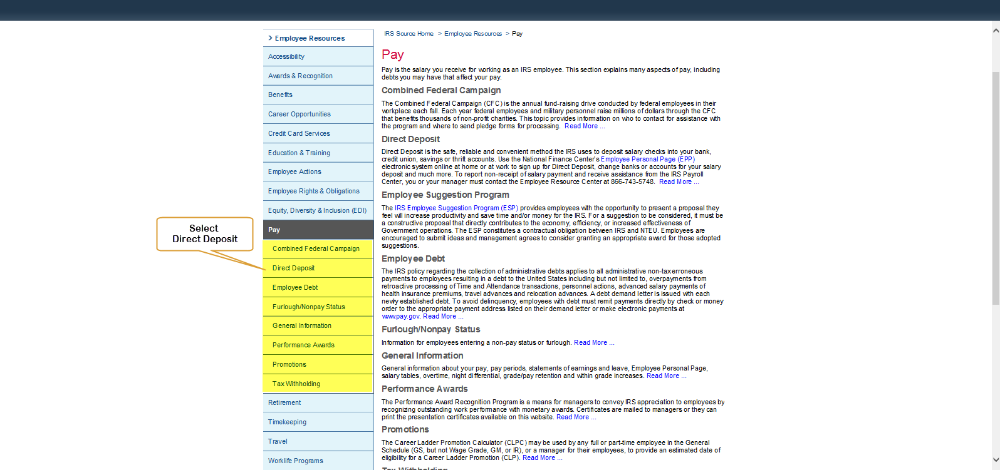 > Employee Resources
Accessibility
Awards & Recognition
Benefits
Career Opportunities
Credit Card Services
Education & Training
Employee Actions
Employee Rights & Obligations
Equity, Diversity & Inclusion (EDI)
Pay
Combined Federal Campaign
Direct Deposit
Employee Debt
Furlough/Nonpay Status
General Information
Performance Awards
Promotions
Tax Withholding
Retirement
Timekeeping
Travel
Worklife Programs
Select
Direct Deposit
IRS Source Home > Employee Resources > Pay
Pay
Pay is the salary you receive for working as an IRS employee. This section explains many aspects of pay, including
debts you may have that affect your pay.
Combined Federal Campaign
The Combined Federal Campaign (CFC) is the annual fund-raising drive conducted by federal employees in their
workplace each fall. Each year federal employees and military personnel raise millions of dollars through the CFC
that benefits thousands of non-profit charities. This topic provides information on who to contact for assistance with
the program and where to send pledge forms for processing. Read More ...
Direct Deposit
Direct Deposit is the safe, reliable and convenient method the IRS uses to deposit salary checks into your bank,
credit union, savings or thrift accounts. Use the National Finance Center's Employee Personal Page (EPP)
electronic system online at home or at work to sign up for Direct Deposit, change banks or accounts for your salary
deposit and much more. To report non-receipt of salary payment and receive assistance from the IRS Payroll
Center, you or your manager must contact the Employee Resource Center at 866-743-5748. Read More ...
Employee Suggestion Program
The IRS Employee Suggestion Program (ESP) provides employees with the opportunity to present a proposal they
feel will increase productivity and save time and/or money for the IRS. For a suggestion to be considered, it must be
a constructive proposal that directly contributes to the economy, efficiency, or increased effectiveness of
Government operations. The ESP constitutes a contractual obligation between IRS and NTEU. Employees are
encouraged to submit ideas and management agrees to consider granting an appropriate award for those adopted
suggestions.
Employee Debt
The IRS policy regarding the collection of administrative debts applies to all administrative non-tax erroneous
payments to employees resulting in a debt to the United States including but not limited to, overpayments from
retroactive processing of Time and Attendance transactions, personnel actions, advanced salary payments of
health insurance premiums, travel advances and relocation advances. A debt demand letter is issued with each
newly established debt. To avoid delinquency, employees with debt must remit payments directly by check or money
order to the appropriate payment address listed on their demand letter or make electronic payments at
www.pay.gov. Read More ...
Furlough/Nonpay Status
Information for employees entering a non-pay status or furlough. Read More ...
General Information
General information about your pay, pay periods, statements of earnings and leave, Employee Personal Page,
salary tables, overtime, night differential, grade/pay retention and within grade increases. Read More ...
Performance Awards
The Performance Award Recognition Program is a means for managers to convey IRS appreciation to employees by
recognizing outstanding work performance with monetary awards. Certificates are mailed to managers or they can
print the presentation certificates available on this website. Read More ...
Promotions
The Career Ladder Promotion Calculator (CLPC) may be used by any full or part-time employee in the General
Schedule (GS, but not Wage Grade, GM, or IR), or a manager for their employees, to provide an estimated date of
eligibility for a Career Ladder Promotion (CLP). Read More ...
Tax Withholding